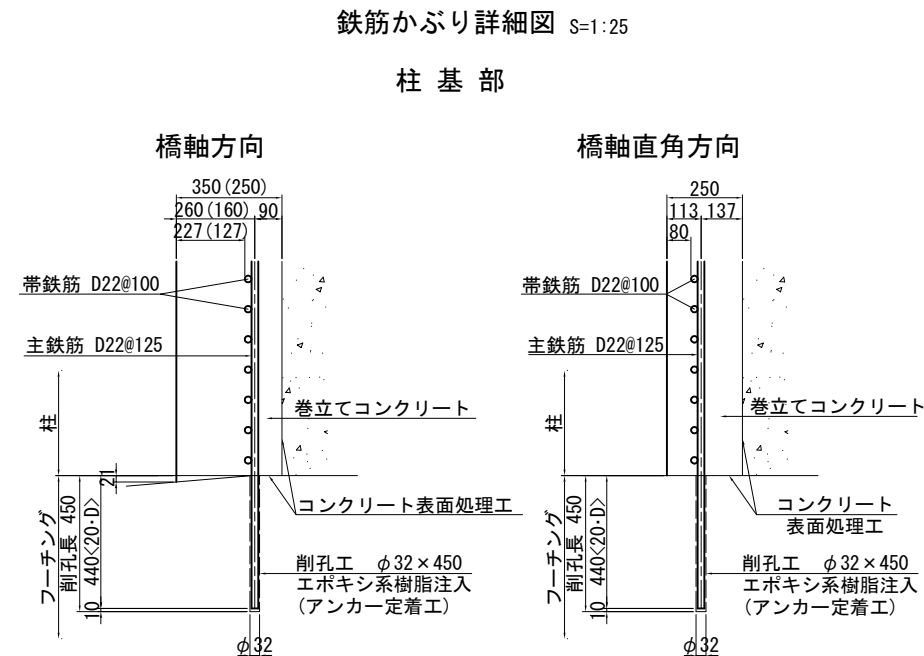 鉄筋かぶり詳細図 S=1:25
柱 基 部
橋軸方向
350(250)
260(160) 90
227(127)
帯鉄筋 D22@100
主鉄筋 D22@125
柱
巻立てコンクリート
21
コンクリート表面処理工
フーチング
削孔長 450
440<20・D>
10
削孔工 φ32×450
エポキシ系樹脂注入
(アンカー定着工)
φ32
橋軸直角方向
250
113 137
80
帯鉄筋 D22@100
主鉄筋 D22@125
柱
巻立てコンクリート
コンクリート
表面処理工
フーチング
削孔長 450
440<20・D>
10
削孔工 φ32×450
エポキシ系樹脂注入
(アンカー定着工)
φ32